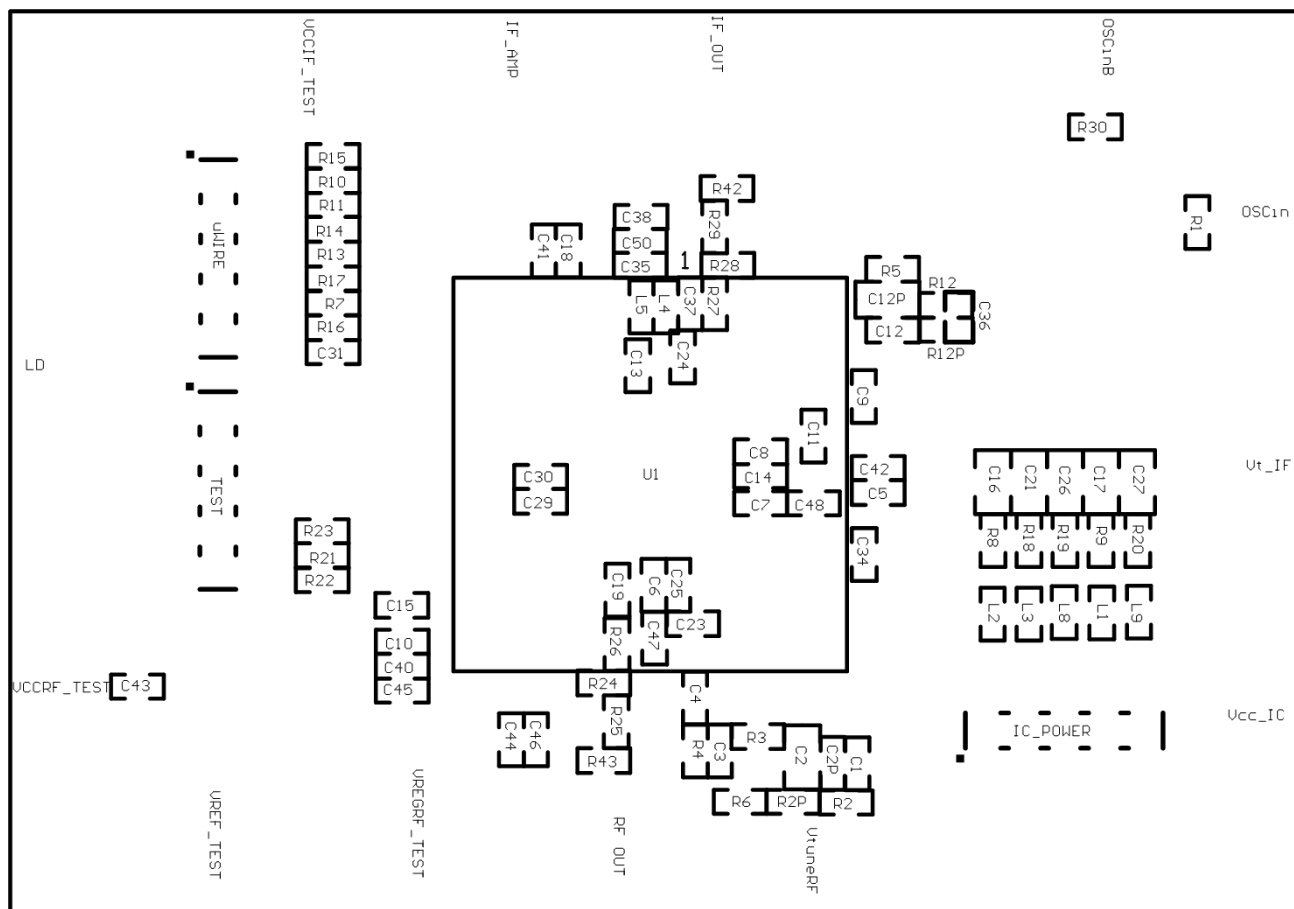 VCCIF_TEST
IF_AMP
IF_OUT
OSCinB
R30
R15
R10
R11
R14
R13
R17
R7
R16
C31
uWIRE
R42
C38
R29
C50
C41
C18
C35
1
R28
R1
OSCin
R5
R12
C12P
C36
C12
R12P
L5
L4
C37
R27
C13
C24
LD
C9
C11
C8
C42
C30
U1
C14
C5
C29
C7
C48
C16
C21
C26
C17
C27
Vt_IF
TEST
R23
R21
R22
C34
R8
R18
R19
R9
R20
C15
C19
C6
C25
L2
L3
L8
L1
L9
C10
C47
C23
R26
C40
C45
VCCRF_TEST
C43
R24
C4
R25
Vcc_IC
IC_POWER
C44
C46
R43
R4
C3
R3
C2
C2P
C1
R6
R2P
R2
VREF_TEST
VREGRF_TEST
RF OUT
VtuneRF